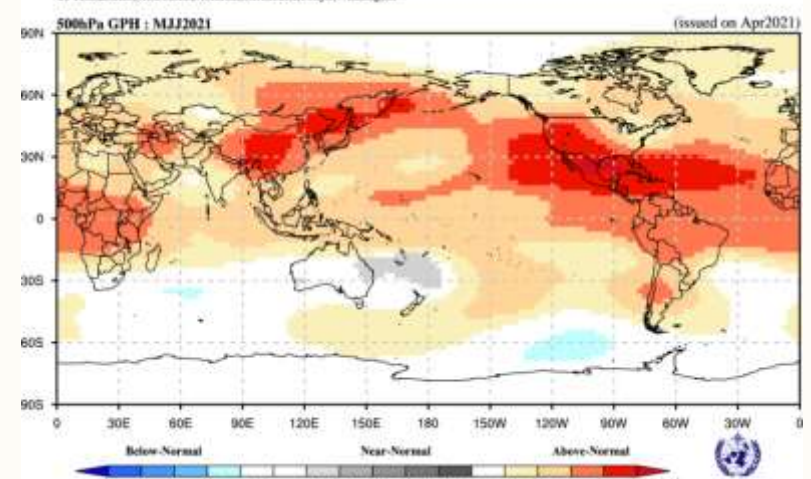 500hPa GPH : MJJ2021 (issued on Apr2021)
90N
60N
30N
0
30S
60S
90S
0 30E 60E 90E 120E 150E 180 150W 120W 90W 60W 30W 0
Below-Normal Near-Normal Above-Normal